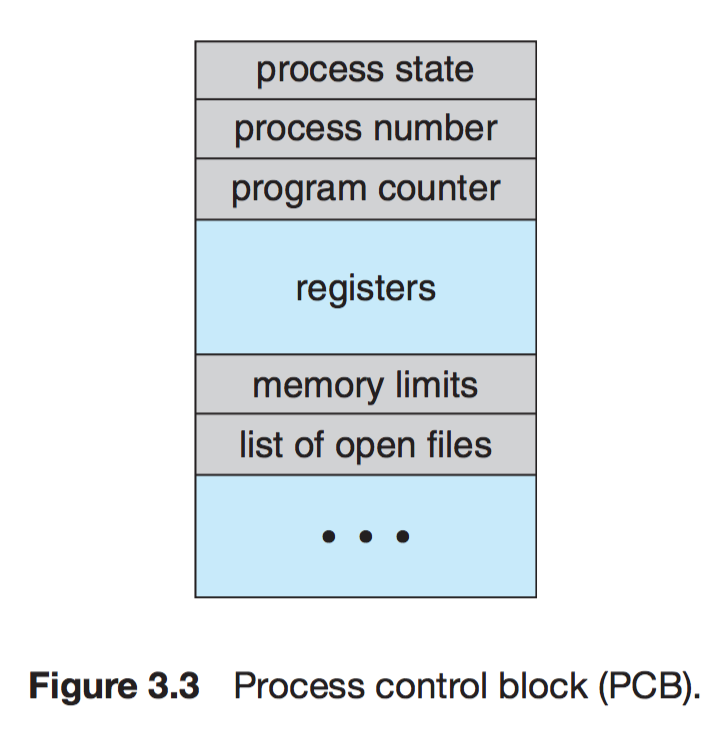 process state
process number
program counter
registers
memory limits
list of open files
• • •
Figure 3.3 Process control block (PCB).